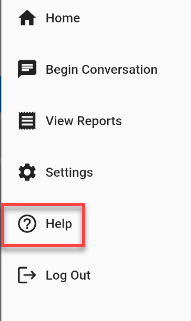 Home
Begin Conversation
View Reports
Settings
Help
Log Out